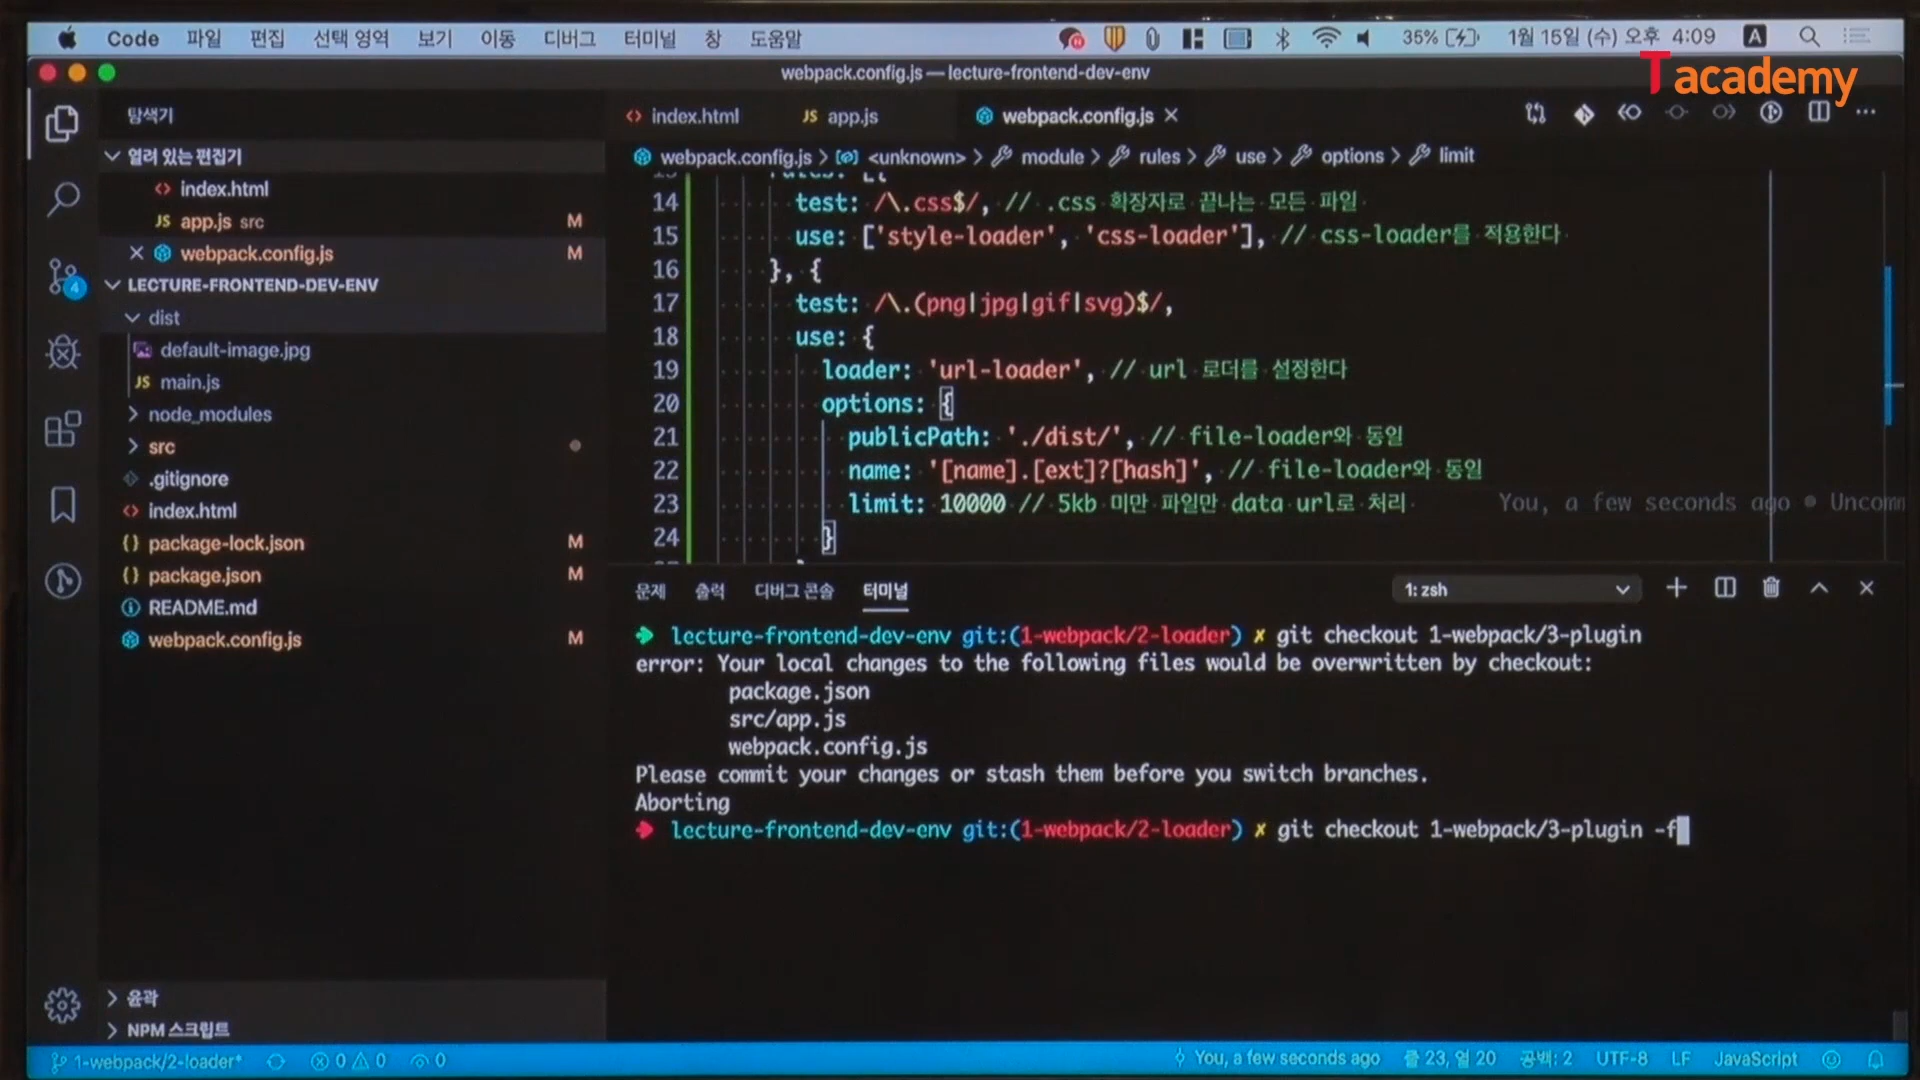 Code 파일 편집 선택 영역 보기 이동 디버그 터미널 창 도움말 35% 1월 15일 (수) 오후 4:09 A
webpack.config.js — lecture-frontend-dev-env
T academy
탐색기
열려 있는 편집기
index.html
JS app.js src M
webpack.config.js M
LECTURE-FRONTEND-DEV-ENV
dist
default-image.jpg
JS main.js
node_modules
src
.gitignore
index.html
{} package-lock.json M
{} package.json M
README.md
webpack.config.js M
윤곽
NPM 스크립트
index.html JS app.js webpack.config.js
webpack.config.js > <unknown> > module > rules > use > options > limit
14 test: /\.css$/, // .css 확장자로 끝나는 모든 파일
15 use: ['style-loader', 'css-loader'], // css-loader를 적용한다
16 }, {
17 test: /\.(png|jpg|gif|svg)$/,
18 use: {
19 loader: 'url-loader', // url 로더를 설정한다
20 options: {
21 publicPath: './dist/', // file-loader와 동일
22 name: '[name].[ext]?[hash]', // file-loader와 동일
23 limit: 10000 // 5kb 미만 파일만 data url로 처리 You, a few seconds ago • Uncomm
24 }
문제 출력 디버그 콘솔 터미널 1: zsh
lecture-frontend-dev-env git:(1-webpack/2-loader) ✗ git checkout 1-webpack/3-plugin
error: Your local changes to the following files would be overwritten by checkout:
package.json
src/app.js
webpack.config.js
Please commit your changes or stash them before you switch branches.
Aborting
lecture-frontend-dev-env git:(1-webpack/2-loader) ✗ git checkout 1-webpack/3-plugin -f
1-webpack/2-loader* 0 0 0 You, a few seconds ago 줄 23, 열 20 공백: 2 UTF-8 LF JavaScript